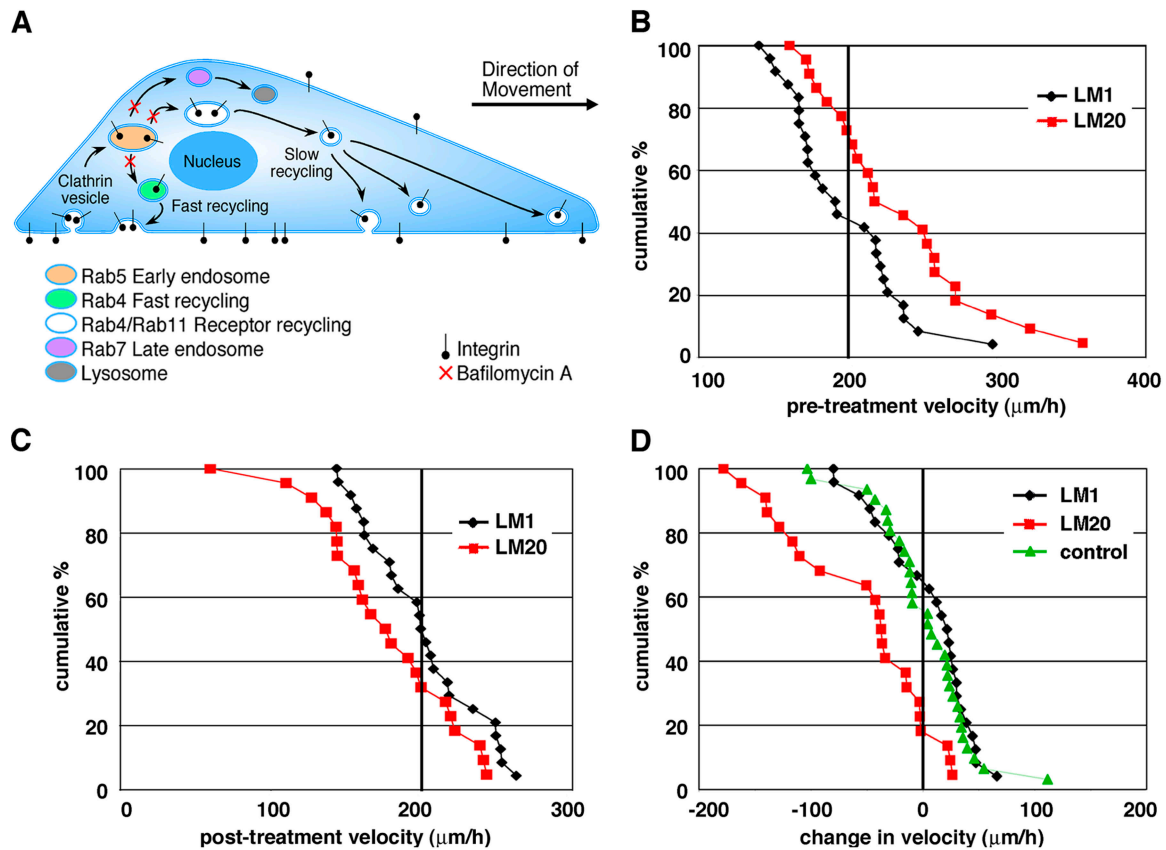 A
Direction of
Movement
Nucleus
Slow
recycling
Clathrin
vesicle
Fast recycling
Rab5 Early endosome
Rab4 Fast recycling
Rab4/Rab11 Receptor recycling
Rab7 Late endosome
Lysosome
Integrin
Bafilomycin A
B
100
80
60
40
20
0
cumulative %
LM1
LM20
100
200
300
400
pre-treatment velocity (μm/h)
C
100
80
60
40
20
0
cumulative %
LM1
LM20
0
100
200
300
post-treatment velocity (μm/h)
D
100
80
60
40
20
0
cumulative %
LM1
LM20
control
-200
-100
0
100
200
change in velocity (μm/h)